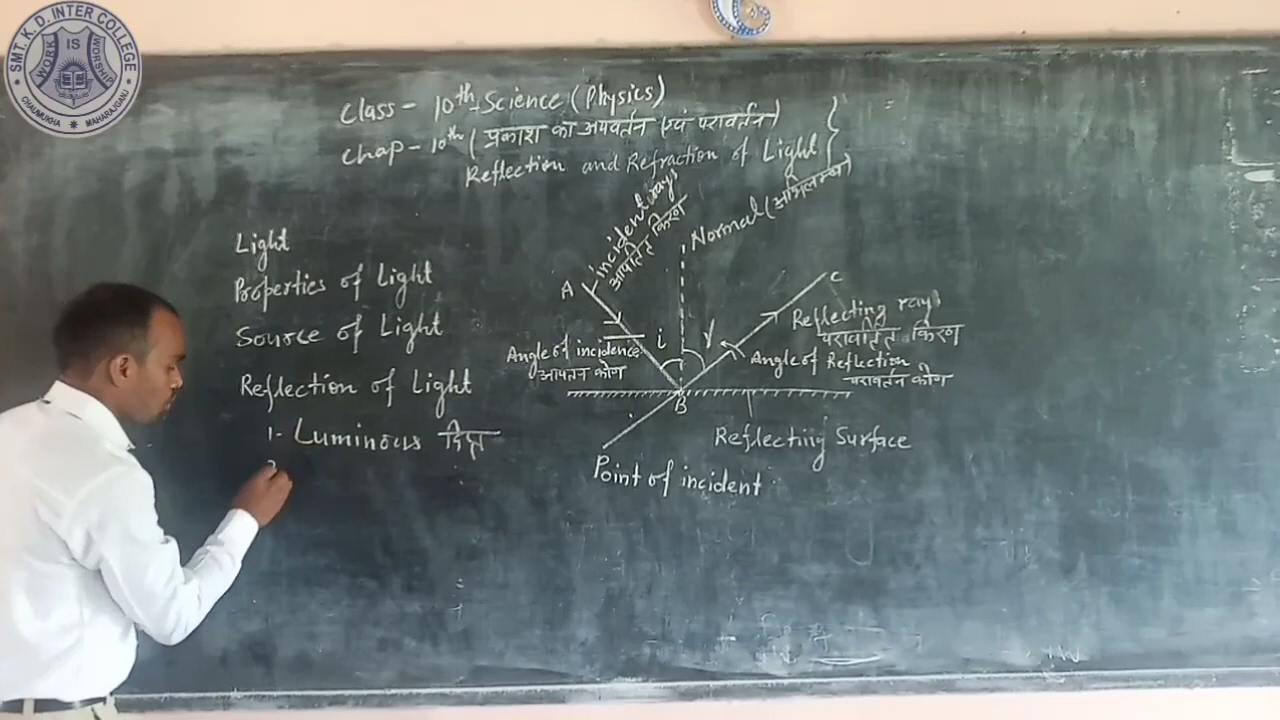 SMT. K. D. INTER COLLEGE
WORK IS WORSHIP
CHAUMUKHA ★ MAHARAJGANJ
Class - 10th Science (Physics)
Chap - 10th (प्रकाश का अपवर्तन एवं परावर्तन)
Reflection and Refraction of Light
Light
Properties of Light
Source of Light
Reflection of Light
1- Luminous दिप्त
2
A
incident rays
आपतित किरण
Normal (अभिलम्ब)
C
Reflecting rays
परावर्तित किरण
Angle of incidence
आपतन कोण
i
r
Angle of Reflection
परावर्तन कोण
B
Reflecting Surface
Point of incident